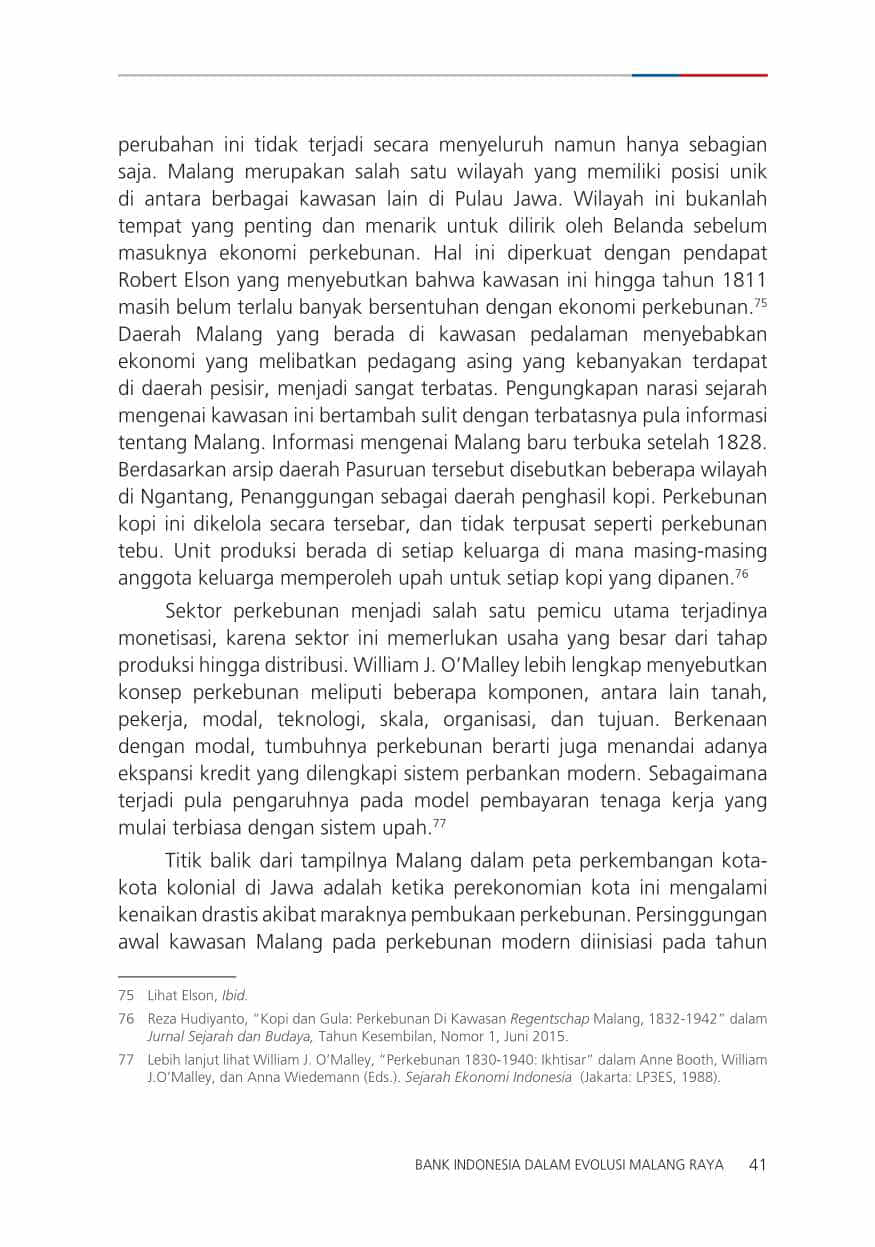 perubahan ini tidak terjadi secara menyeluruh namun hanya sebagian
saja. Malang merupakan salah satu wilayah yang memiliki posisi unik
di antara berbagai kawasan lain di Pulau Jawa. Wilayah ini bukanlah
tempat yang penting dan menarik untuk dilirik oleh Belanda sebelum
masuknya ekonomi perkebunan. Hal ini diperkuat dengan pendapat
Robert Elson yang menyebutkan bahwa kawasan ini hingga tahun 1811
masih belum terlalu banyak bersentuhan dengan ekonomi perkebunan.⁷⁵
Daerah Malang yang berada di kawasan pedalaman menyebabkan
ekonomi yang melibatkan pedagang asing yang kebanyakan terdapat
di daerah pesisir, menjadi sangat terbatas. Pengungkapan narasi sejarah
mengenai kawasan ini bertambah sulit dengan terbatasnya pula informasi
tentang Malang. Informasi mengenai Malang baru terbuka setelah 1828.
Berdasarkan arsip daerah Pasuruan tersebut disebutkan beberapa wilayah
di Ngantang, Penanggungan sebagai daerah penghasil kopi. Perkebunan
kopi ini dikelola secara tersebar, dan tidak terpusat seperti perkebunan
tebu. Unit produksi berada di setiap keluarga di mana masing-masing
anggota keluarga memperoleh upah untuk setiap kopi yang dipanen.⁷⁶
Sektor perkebunan menjadi salah satu pemicu utama terjadinya
monetisasi, karena sektor ini memerlukan usaha yang besar dari tahap
produksi hingga distribusi. William J. O’Malley lebih lengkap menyebutkan
konsep perkebunan meliputi beberapa komponen, antara lain tanah,
pekerja, modal, teknologi, skala, organisasi, dan tujuan. Berkenaan
dengan modal, tumbuhnya perkebunan berarti juga menandai adanya
ekspansi kredit yang dilengkapi sistem perbankan modern. Sebagaimana
terjadi pula pengaruhnya pada model pembayaran tenaga kerja yang
mulai terbiasa dengan sistem upah.⁷⁷
Titik balik dari tampilnya Malang dalam peta perkembangan kota-
kota kolonial di Jawa adalah ketika perekonomian kota ini mengalami
kenaikan drastis akibat maraknya pembukaan perkebunan. Persinggungan
awal kawasan Malang pada perkebunan modern diinisiasi pada tahun
75 Lihat Elson, Ibid.
76 Reza Hudiyanto, “Kopi dan Gula: Perkebunan Di Kawasan Regentschap Malang, 1832-1942” dalam
Jurnal Sejarah dan Budaya, Tahun Kesembilan, Nomor 1, Juni 2015.
77 Lebih lanjut lihat William J. O’Malley, “Perkebunan 1830-1940: Ikhtisar” dalam Anne Booth, William
J.O’Malley, dan Anna Wiedemann (Eds.). Sejarah Ekonomi Indonesia (Jakarta: LP3ES, 1988).
BANK INDONESIA DALAM EVOLUSI MALANG RAYA 41